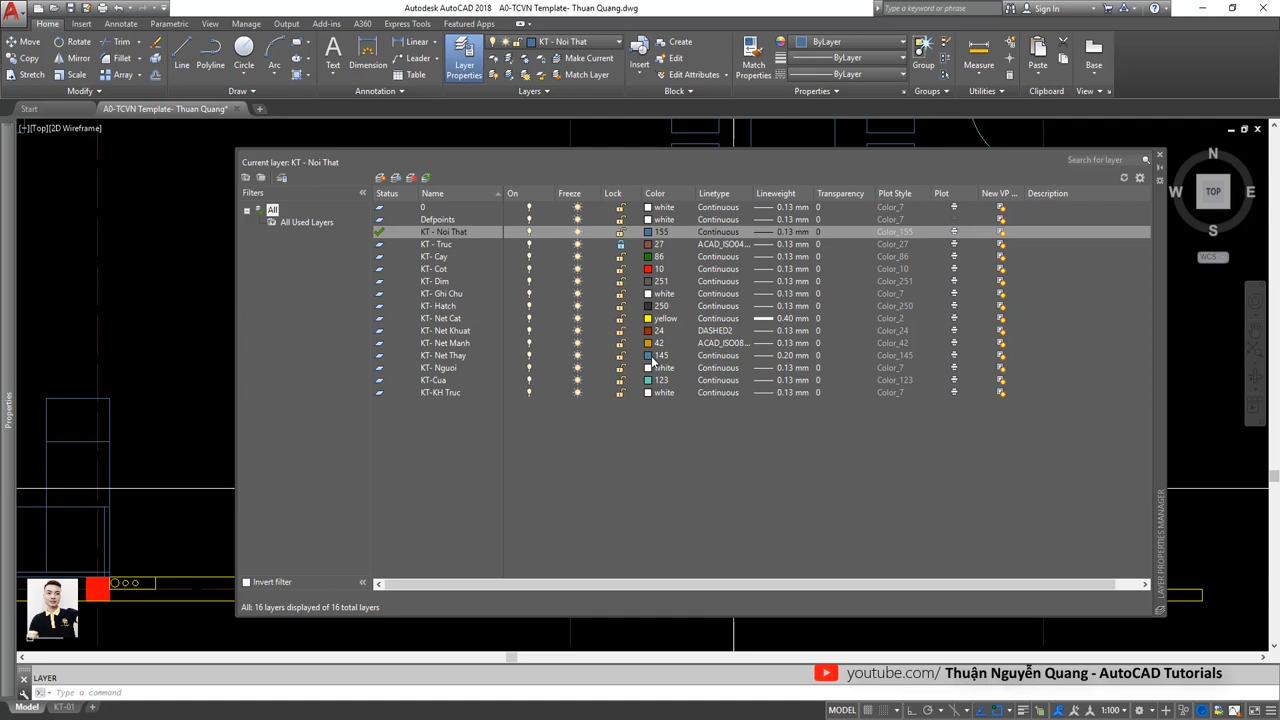 Autodesk AutoCAD 2018 A0-TCVN Template- Thuan Quang.dwg
Type a keyword or phrase
Sign In
Home Insert Annotate Parametric View Manage Output Add-ins A360 Express Tools Featured Apps
Move Rotate Trim
Copy Mirror Fillet
Stretch Scale Array
Modify
Line Polyline Circle Arc
Draw
Text Dimension
Linear
Leader
Table
Annotation
Layer Properties
KT - Noi That
Make Current
Match Layer
Layers
Insert
Create
Edit
Edit Attributes
Block
Match Properties
ByLayer
ByLayer
ByLayer
Properties
Group
Groups
Measure
Utilities
Paste
Clipboard
Base
View
Start A0-TCVN Template- Thuan Quang*
[−][Top][2D Wireframe]
Current layer: KT - Noi That
Search for layer
Filters
All
All Used Layers
Status Name On Freeze Lock Color Linetype Lineweight Transparency Plot Style Plot New VP ... Description
0 white Continuous 0.13 mm 0 Color_7
Defpoints white Continuous 0.13 mm 0 Color_7
KT - Noi That 155 Continuous 0.13 mm 0 Color_155
KT - Truc 27 ACAD_ISO04... 0.13 mm 0 Color_27
KT- Cay 86 Continuous 0.13 mm 0 Color_86
KT- Cot 10 Continuous 0.13 mm 0 Color_10
KT- Dim 251 Continuous 0.13 mm 0 Color_251
KT- Ghi Chu white Continuous 0.13 mm 0 Color_7
KT- Hatch 250 Continuous 0.13 mm 0 Color_250
KT- Net Cat yellow Continuous 0.40 mm 0 Color_2
KT- Net Khuat 24 DASHED2 0.13 mm 0 Color_24
KT- Net Manh 42 ACAD_ISO08... 0.13 mm 0 Color_42
KT- Net Thay 145 Continuous 0.20 mm 0 Color_145
KT- Nguoi white Continuous 0.13 mm 0 Color_7
KT-Cua 123 Continuous 0.13 mm 0 Color_123
KT-KH Truc white Continuous 0.13 mm 0 Color_7
Invert filter
All: 16 layers displayed of 16 total layers
LAYER PROPERTIES MANAGER
Properties
N
W TOP E
S
WCS
LAYER
Type a command
youtube.com/ Thuận Nguyễn Quang - AutoCAD Tutorials
Model KT-01 +
MODEL 1:100